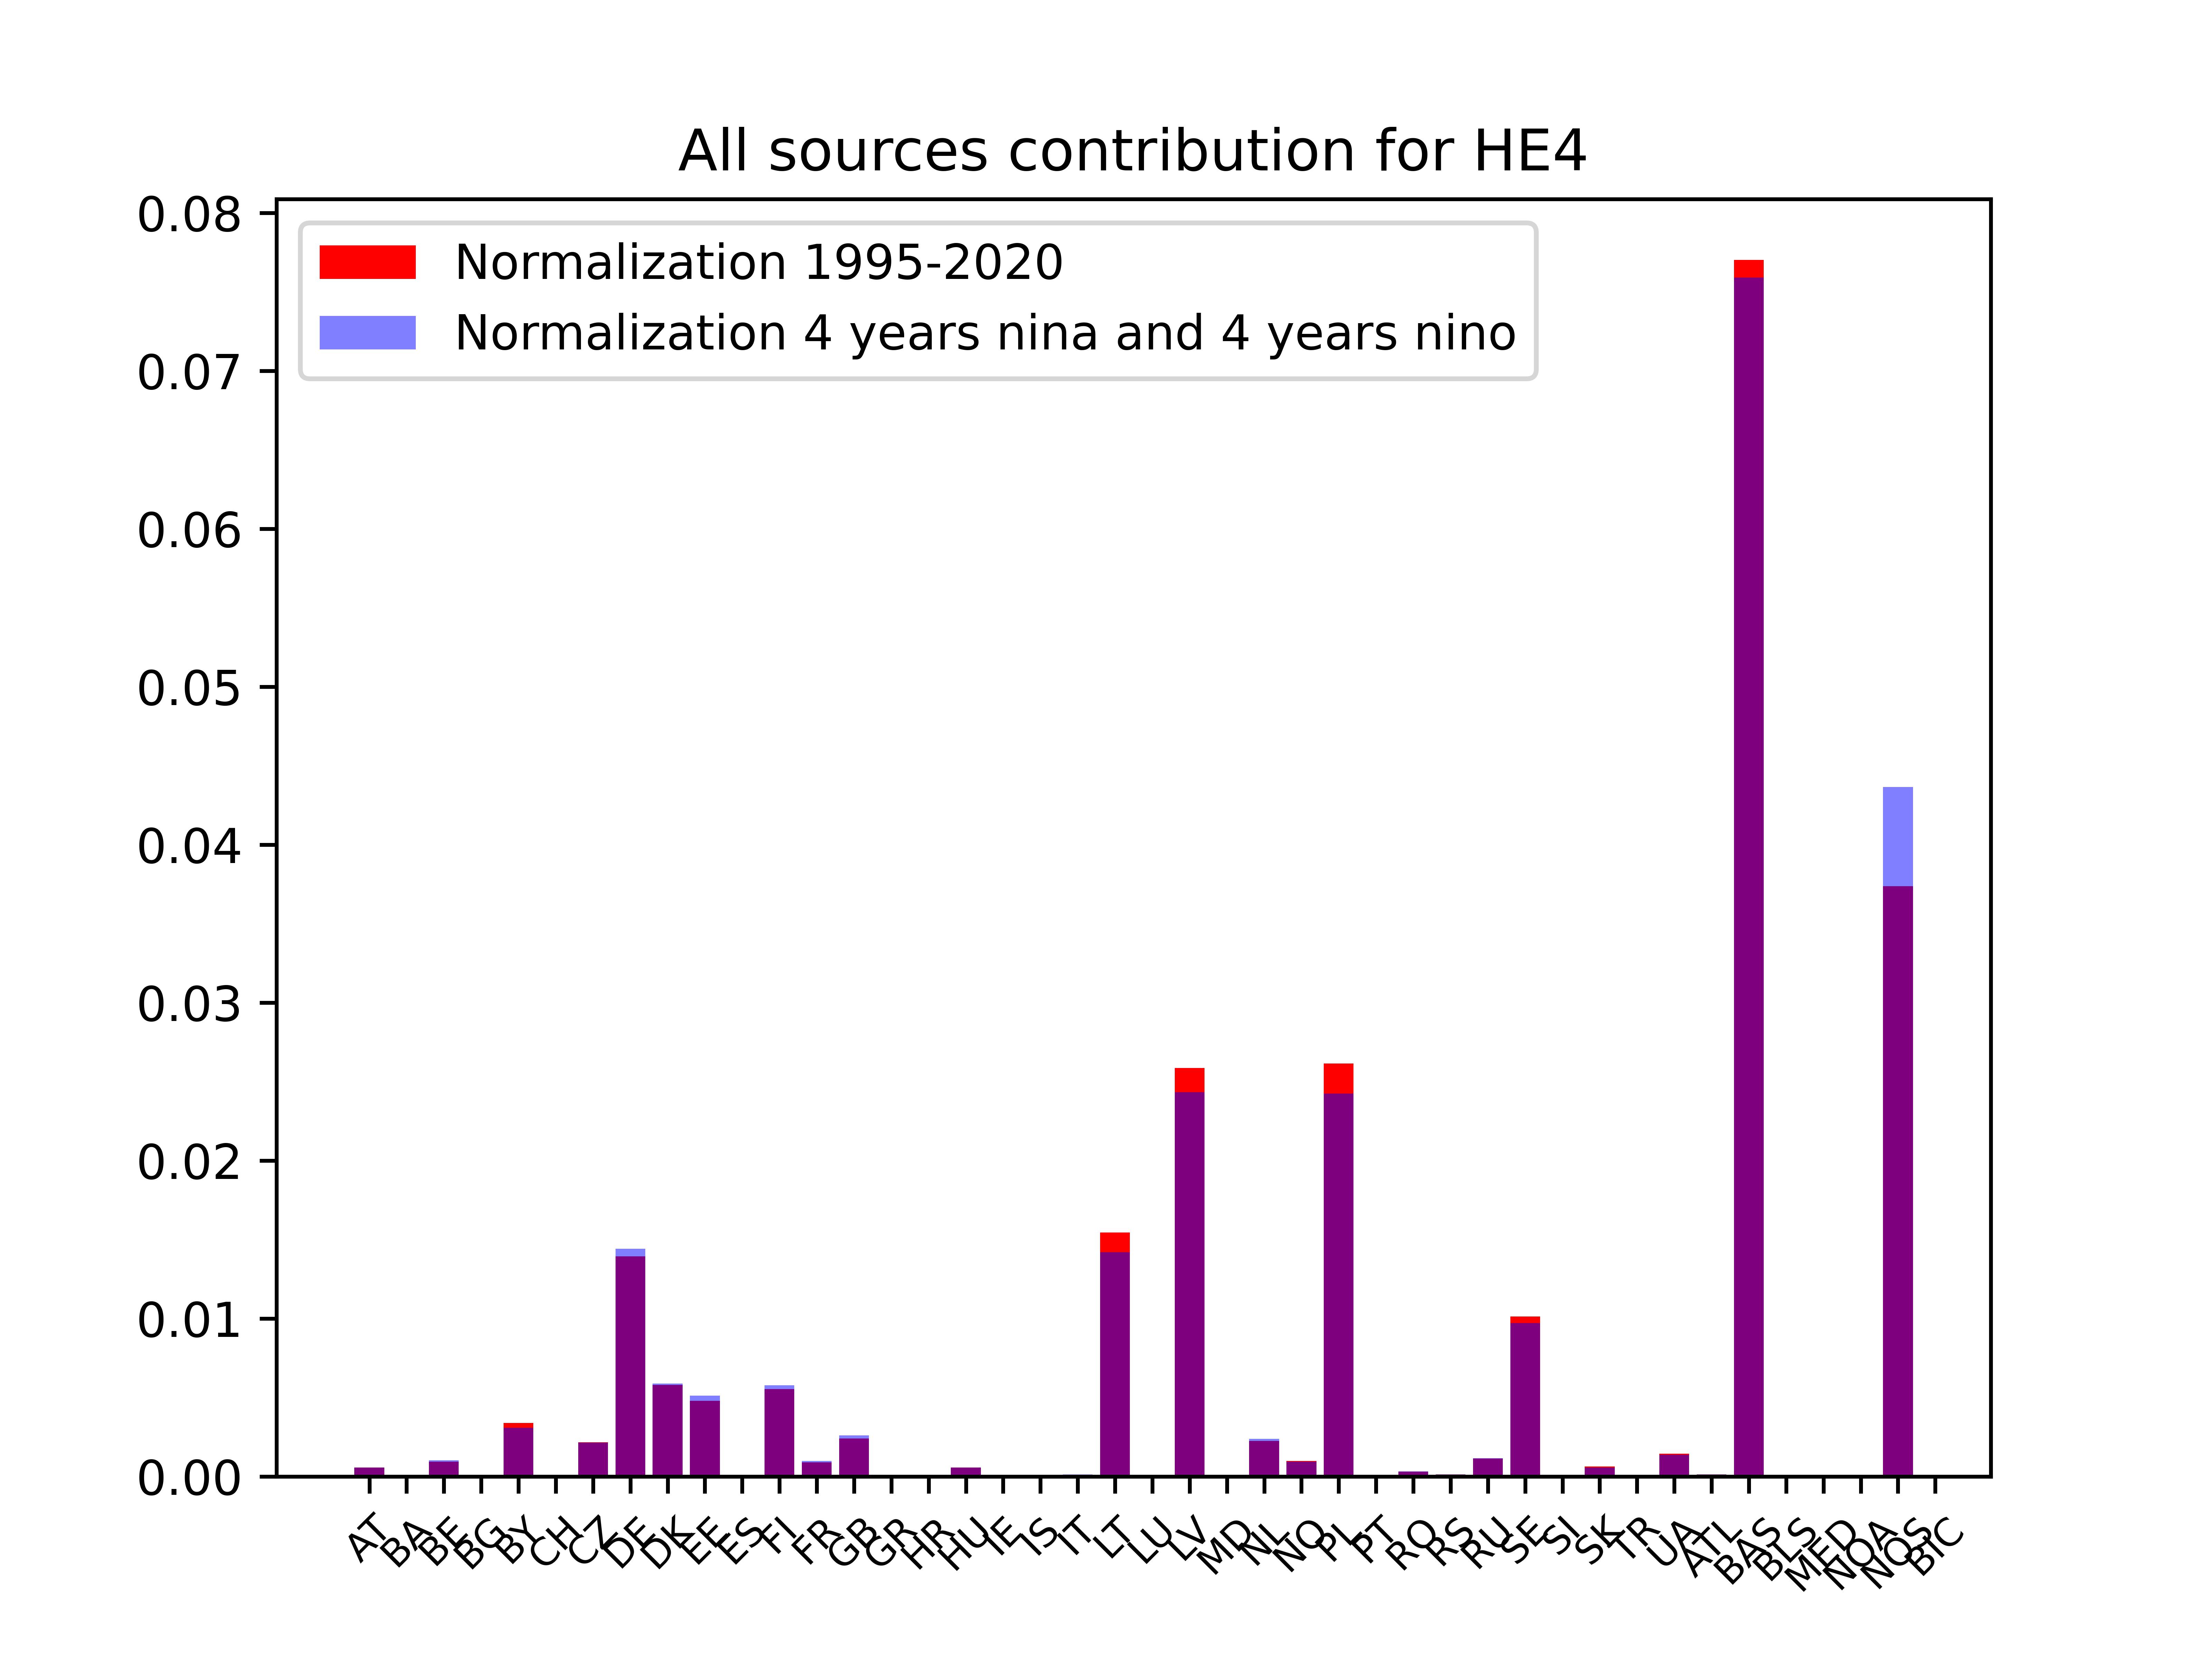 All sources contribution for HE4
Normalization 1995-2020
Normalization 4 years nina and 4 years nino
0.08
0.07
0.06
0.05
0.04
0.03
0.02
0.01
0.00
AT BA BE BG BY CH CZ DE DK EE ES FI FR GB GR HR HU IE IS IT LT LU LV MD NL NO PL PT RO RS RU SE SI SK TR UA ATL BAS BLS MED NOA NOS BIC